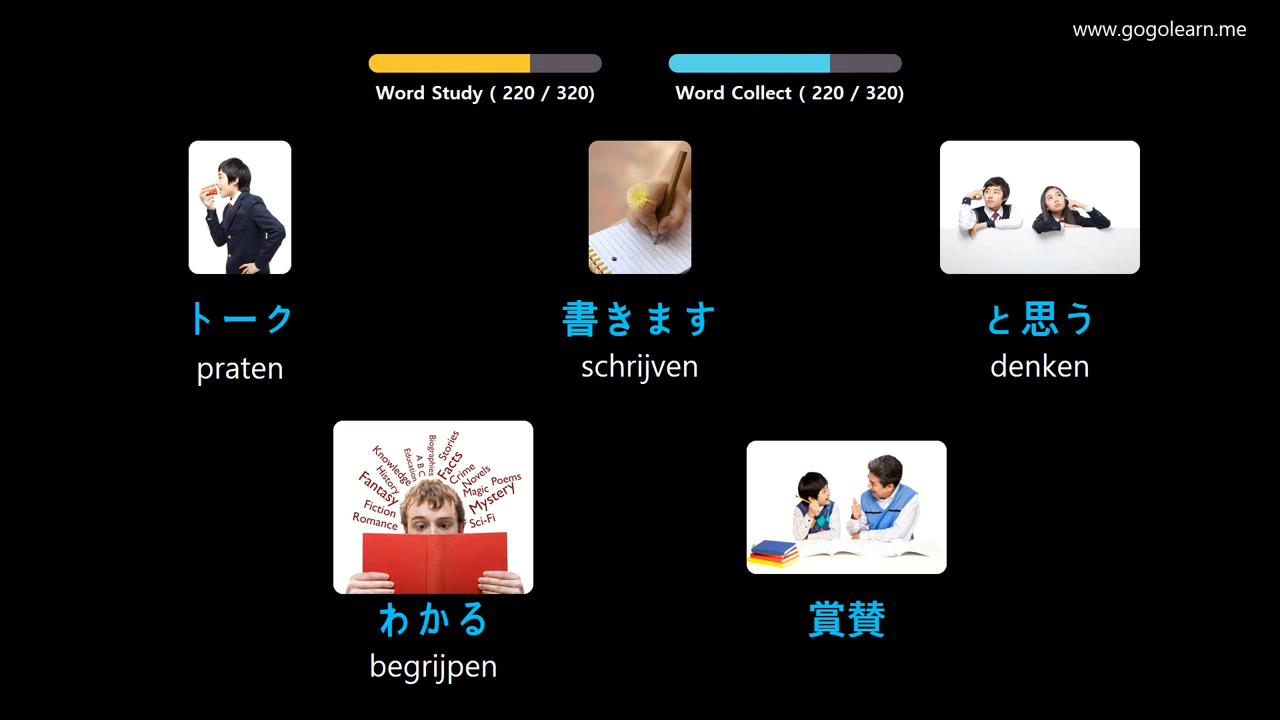 www.gogolearn.me
Word Study ( 220 / 320)
Word Collect ( 220 / 320)
トーク
praten
書きます
schrijven
と思う
denken
Knowledge
History
Fantasy
Fiction
Romance
Education
A B C
Biographies
Stories
Facts
Crime
Novels
Magic
Poems
Mystery
Sci-Fi
わかる
begrijpen
賞賛